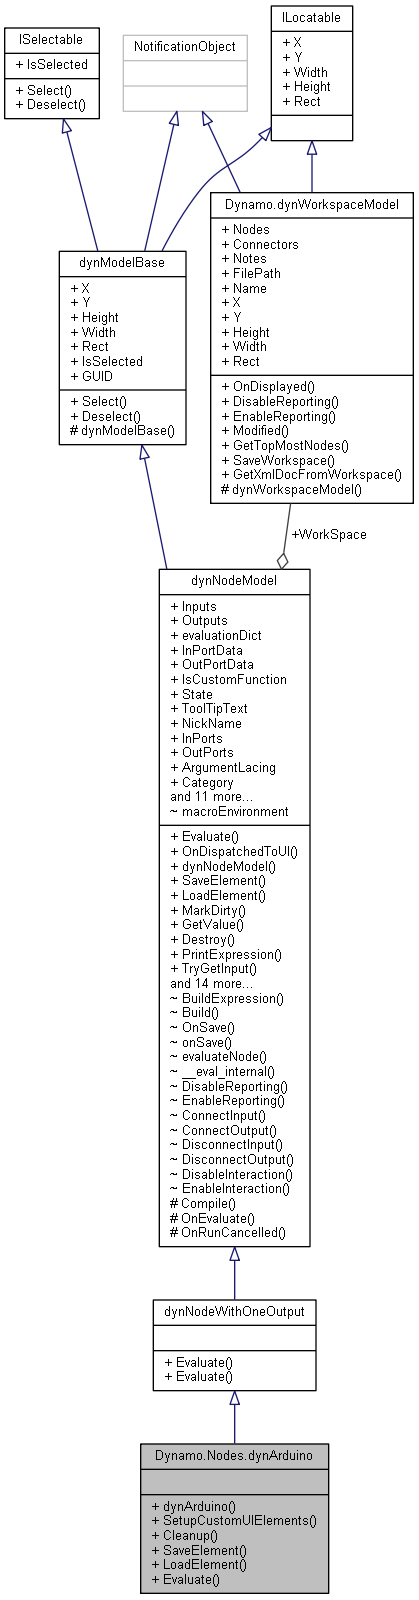 ISelectable
+ IsSelected
+ Select()
+ Deselect()
NotificationObject
ILocatable
+ X
+ Y
+ Width
+ Height
+ Rect
dynModelBase
+ X
+ Y
+ Height
+ Width
+ Rect
+ IsSelected
+ GUID
+ Select()
+ Deselect()
# dynModelBase()
Dynamo.dynWorkspaceModel
+ Nodes
+ Connectors
+ Notes
+ FilePath
+ Name
+ X
+ Y
+ Height
+ Width
+ Rect
+ OnDisplayed()
+ DisableReporting()
+ EnableReporting()
+ Modified()
+ GetTopMostNodes()
+ SaveWorkspace()
+ GetXmlDocFromWorkspace()
# dynWorkspaceModel()
+WorkSpace
dynNodeModel
+ Inputs
+ Outputs
+ evaluationDict
+ InPortData
+ OutPortData
+ IsCustomFunction
+ State
+ ToolTipText
+ NickName
+ InPorts
+ OutPorts
+ ArgumentLacing
+ Category
and 11 more...
~ macroEnvironment
+ Evaluate()
+ OnDispatchedToUI()
+ dynNodeModel()
+ SaveElement()
+ LoadElement()
+ MarkDirty()
+ GetValue()
+ Destroy()
+ PrintExpression()
+ TryGetInput()
and 14 more...
~ BuildExpression()
~ Build()
~ OnSave()
~ onSave()
~ evaluateNode()
~ __eval_internal()
~ DisableReporting()
~ EnableReporting()
~ ConnectInput()
~ ConnectOutput()
~ DisconnectInput()
~ DisconnectOutput()
~ DisableInteraction()
~ EnableInteraction()
# Compile()
# OnEvaluate()
# OnRunCancelled()
dynNodeWithOneOutput
+ Evaluate()
+ Evaluate()
Dynamo.Nodes.dynArduino
+ dynArduino()
+ SetupCustomUIElements()
+ Cleanup()
+ SaveElement()
+ LoadElement()
+ Evaluate()